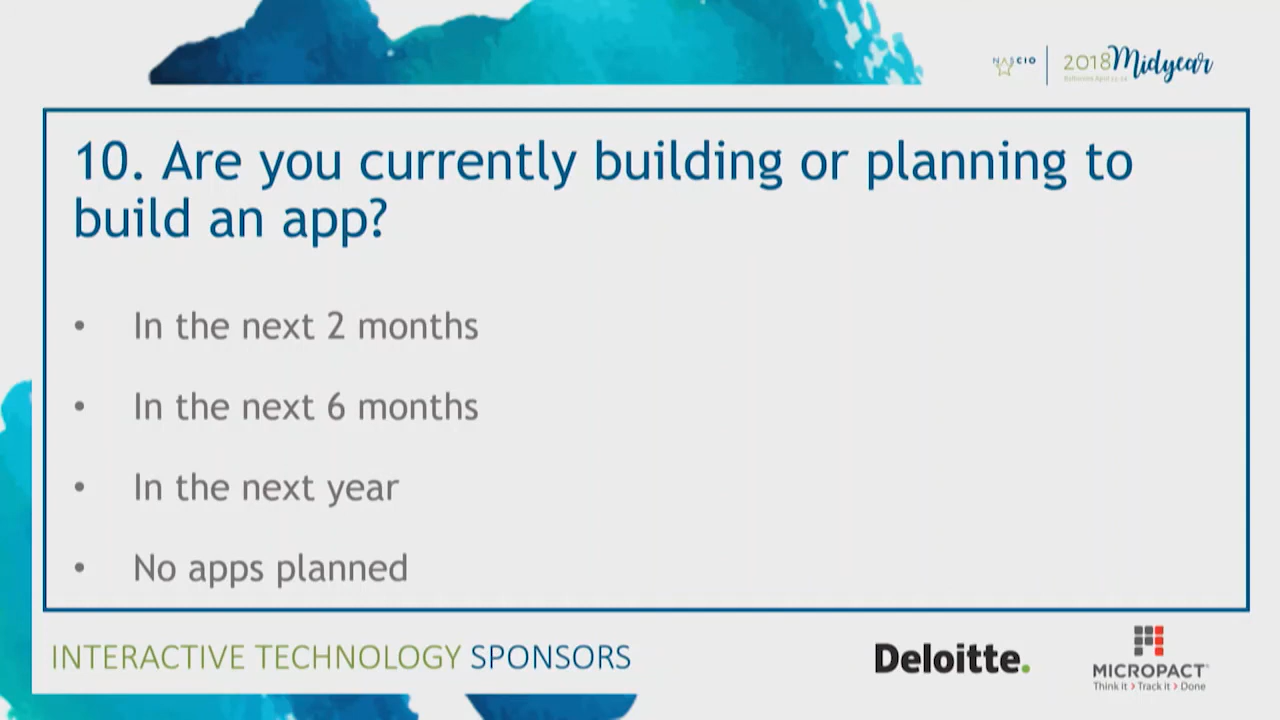 NASCIO
2018 Midyear
10. Are you currently building or planning to
build an app?
• In the next 2 months
• In the next 6 months
• In the next year
• No apps planned
INTERACTIVE TECHNOLOGY SPONSORS
Deloitte.
MICROPACT
Think it > Track it > Done